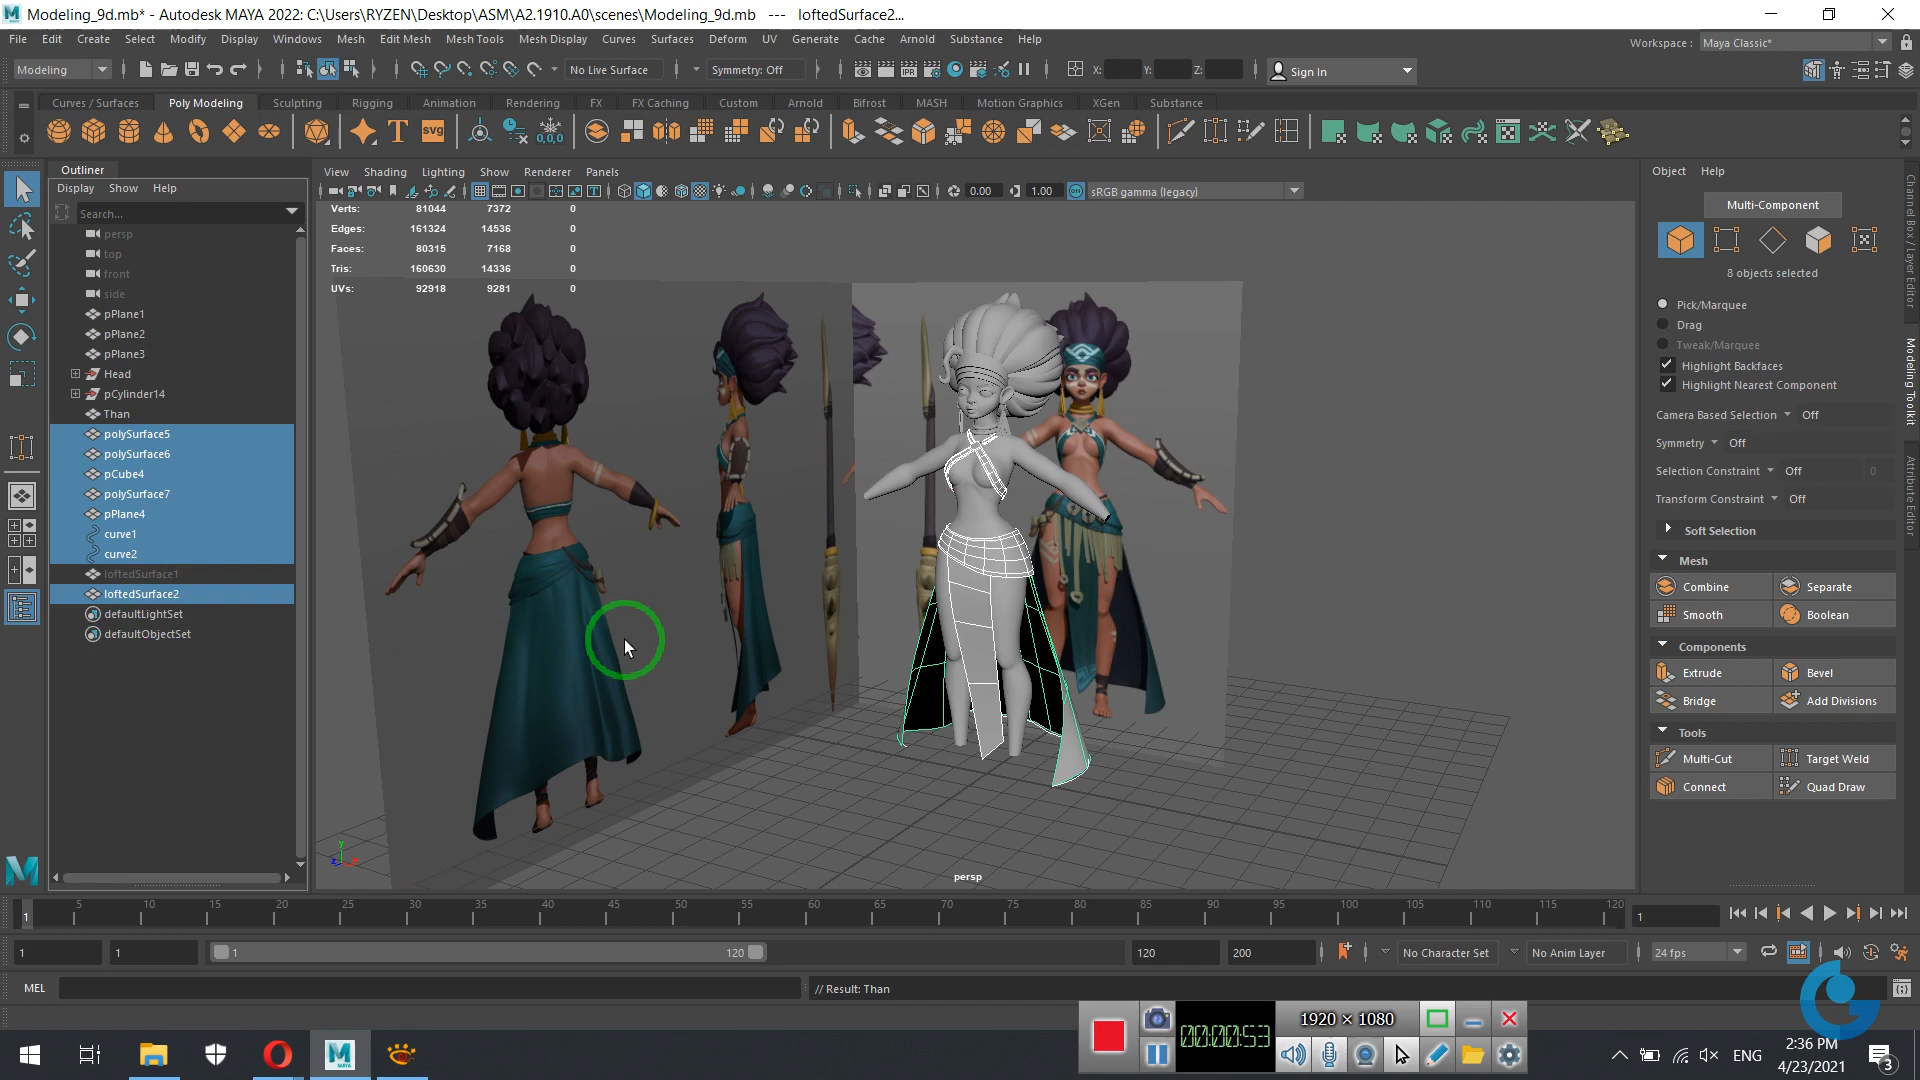 Modeling_9d.mb* - Autodesk MAYA 2022: C:\Users\RYZEN\Desktop\ASM\A2.1910.A0\scenes\Modeling_9d.mb --- loftedSurface2...
File Edit Create Select Modify Display Windows Mesh Edit Mesh Mesh Tools Mesh Display Curves Surfaces Deform UV Generate Cache Arnold Substance Help
Workspace : Maya Classic*
Modeling No Live Surface Symmetry: Off X: Y: Z: Sign In
Curves / Surfaces Poly Modeling Sculpting Rigging Animation Rendering FX FX Caching Custom Arnold Bifrost MASH Motion Graphics XGen Substance
svg 0,0,0
Outliner
Display Show Help
Search...
persp
top
front
side
pPlane1
pPlane2
pPlane3
Head
pCylinder14
Than
polySurface5
polySurface6
pCube4
polySurface7
pPlane4
curve1
curve2
loftedSurface1
loftedSurface2
defaultLightSet
defaultObjectSet
View Shading Lighting Show Renderer Panels
0.00 1.00 ON sRGB gamma (legacy)
Verts: 81044 7372 0
Edges: 161324 14536 0
Faces: 80315 7168 0
Tris: 160630 14336 0
UVs: 92918 9281 0
y
persp
Object Help
Multi-Component
8 objects selected
Pick/Marquee
Drag
Tweak/Marquee
Highlight Backfaces
Highlight Nearest Component
Camera Based Selection Off
Symmetry Off
Selection Constraint Off 0
Transform Constraint Off
Soft Selection
Mesh
Combine Separate
Smooth Boolean
Components
Extrude Bevel
Bridge Add Divisions
Tools
Multi-Cut Target Weld
Connect Quad Draw
Channel Box / Layer Editor
Modeling Toolkit
Attribute Editor
1 5 10 15 20 25 30 35 40 45 50 55 60 65 70 75 80 85 90 95 100 105 110 115 120 1
1 1 1 120 120 200 No Character Set No Anim Layer 24 fps
MEL // Result: Than
00:00:53 1920 × 1080
MAYA
ENG
2:36 PM
4/23/2021
3